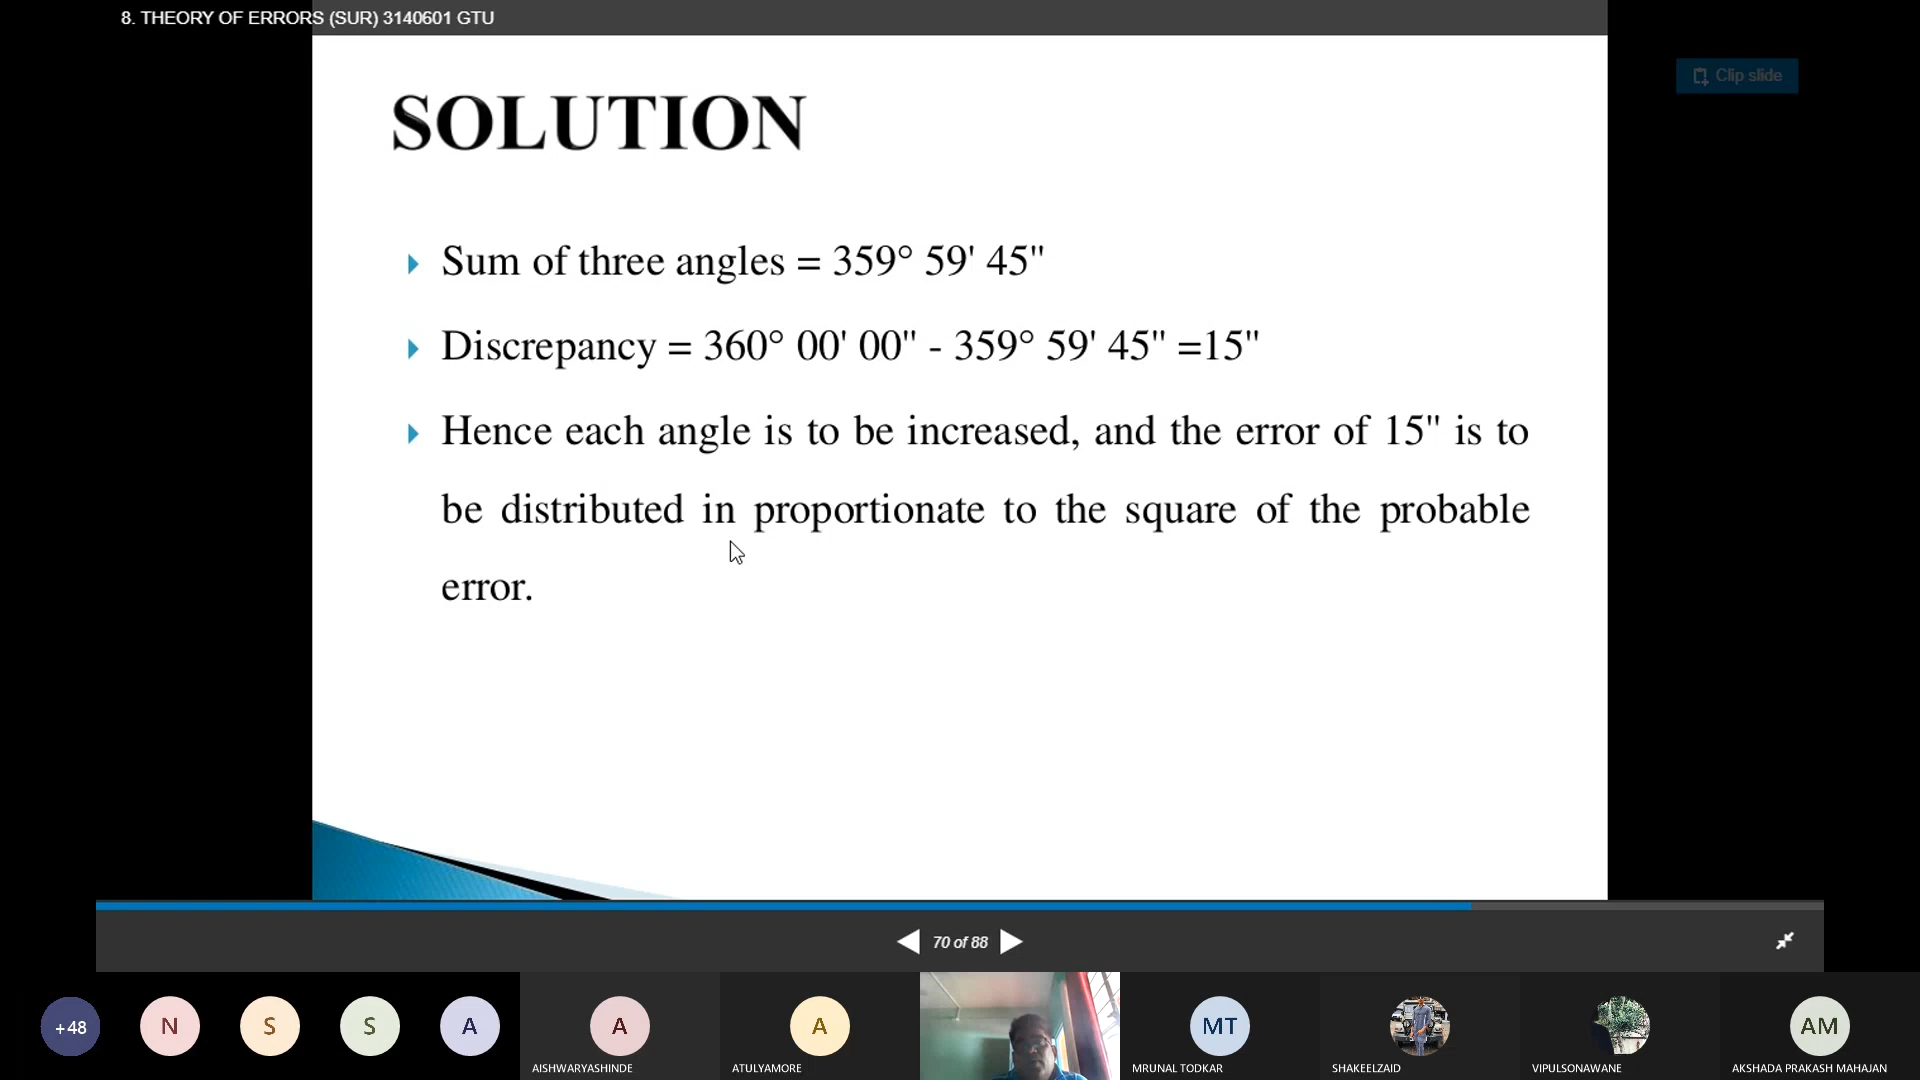 8. THEORY OF ERRORS (SUR) 3140601 GTU
Clip slide
SOLUTION
Sum of three angles = 359° 59' 45"
Discrepancy = 360° 00' 00" - 359° 59' 45" =15"
Hence each angle is to be increased, and the error of 15" is to
be distributed in proportionate to the square of the probable
error.
70 of 88
+48
N
S
S
A
A
A
MT
AM
AISHWARYASHINDE
ATULYAMORE
MRUNAL TODKAR
SHAKEELZAID
VIPULSONAWANE
AKSHADA PRAKASH MAHAJAN